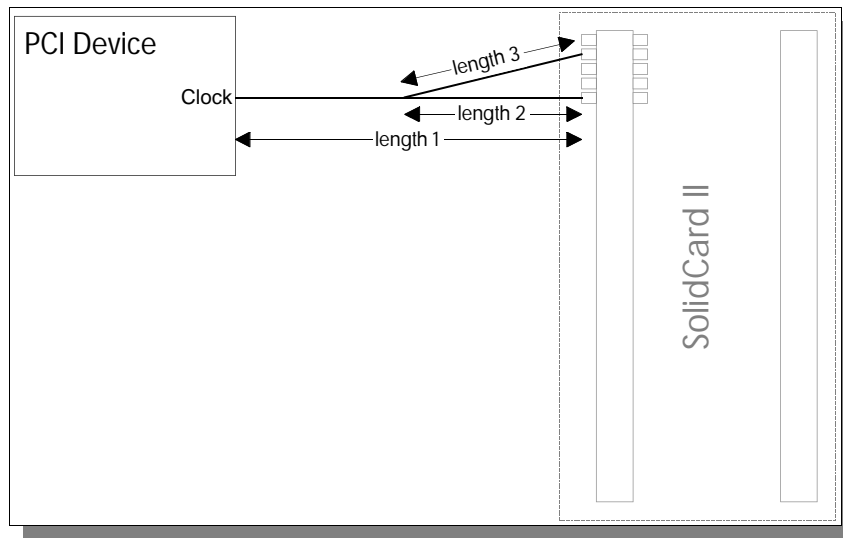 PCI Device
Clock
length 3
length 2
length 1
SolidCard II